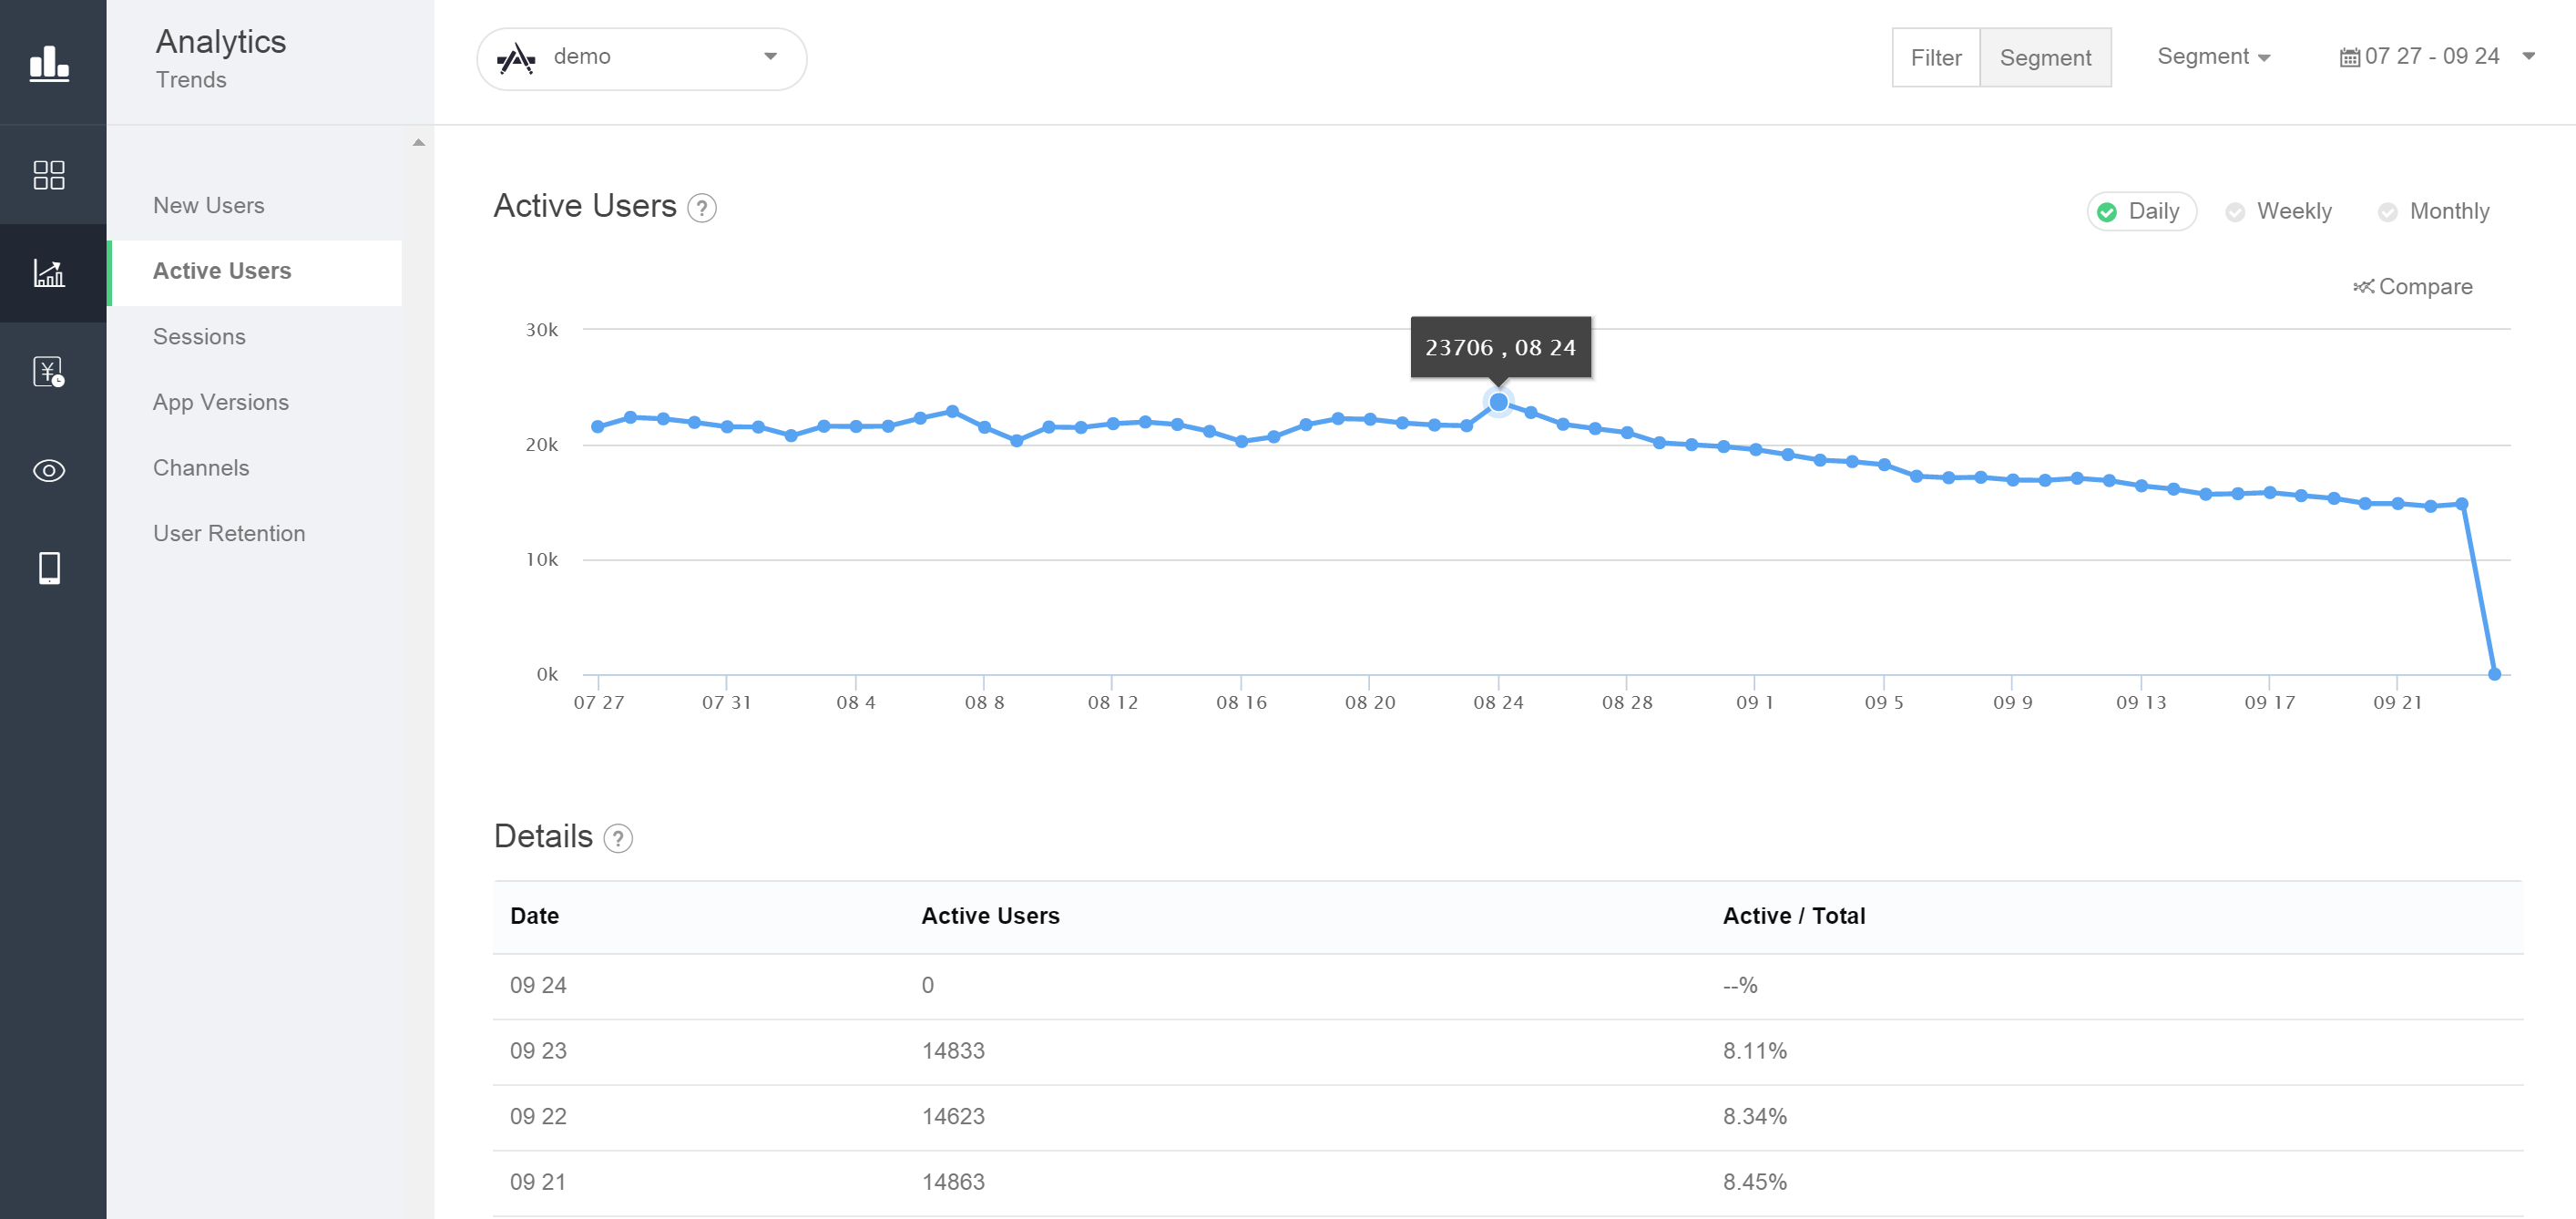 Analytics
Trends
demo
Filter
Segment
Segment
07 27 - 09 24
New Users
Active Users
Sessions
App Versions
Channels
User Retention
Active Users ?
Daily
Weekly
Monthly
Compare
30k
20k
10k
0k
23706 , 08 24
07 27 07 31 08 4 08 8 08 12 08 16 08 20 08 24 08 28 09 1 09 5 09 9 09 13 09 17 09 21
Details ?
Date Active Users Active / Total
09 24 0 --%
09 23 14833 8.11%
09 22 14623 8.34%
09 21 14863 8.45%